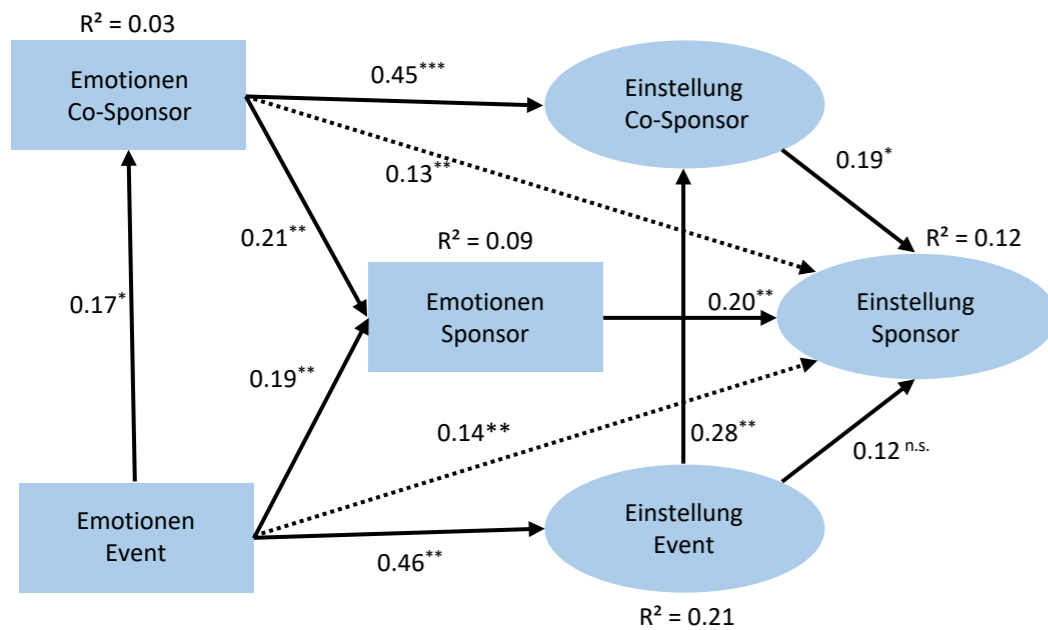 R² = 0.03
Emotionen
Co-Sponsor
0.45***
Einstellung
Co-Sponsor
0.13**
0.19*
0.21**
R² = 0.09
R² = 0.12
0.17*
Emotionen
Sponsor
0.20**
Einstellung
Sponsor
0.19**
0.14**
0.28**
0.12 n.s.
Emotionen
Event
0.46**
Einstellung
Event
R² = 0.21